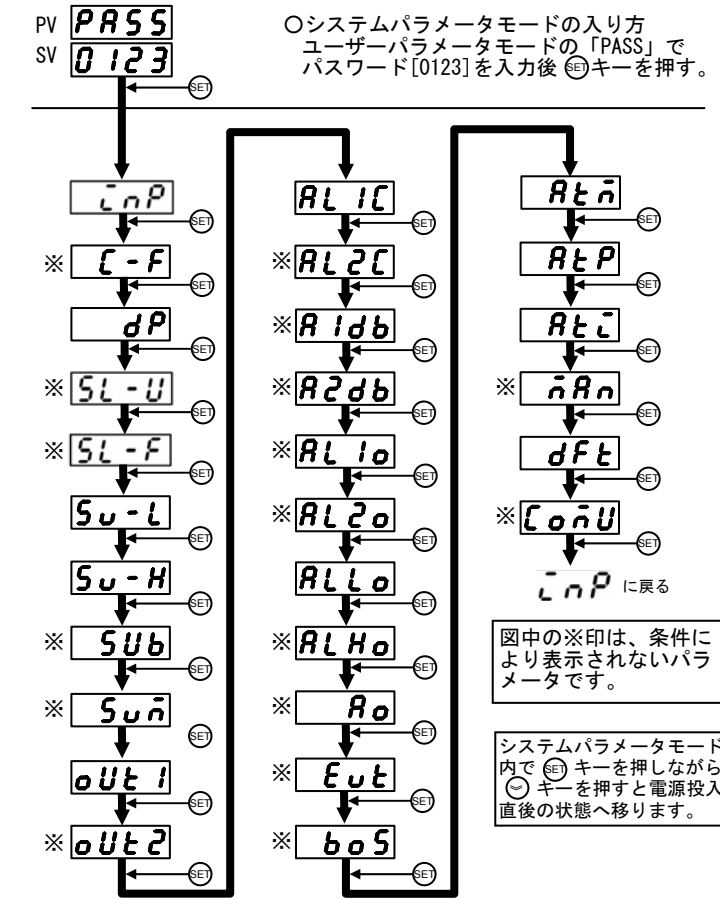 PV PASS
SV 0123
SET
○システムパラメータモードの入り方
ユーザーパラメータモードの「PASS」で
パスワード[0123]を入力後 SET キーを押す。
inP
SET
※ C-F
SET
dP
SET
※ SL-U
SET
※ SL-F
SET
Sv-L
SET
Sv-H
SET
※ SUb
SET
※ Svm
SET
oUt1
SET
※ oUt2
SET
AL1C
SET
※ AL2C
SET
※ A1db
SET
※ A2db
SET
※ AL1o
SET
※ AL2o
SET
ALLo
SET
※ ALHo
SET
※ Ao
SET
※ Evt
SET
※ boS
SET
Atm
SET
AtP
SET
Ati
SET
※ mAn
SET
dFt
SET
※ ComU
SET
inP に戻る
図中の※印は、条件に
より表示されないパラ
メータです。
システムパラメータモード
内で SET キーを押しながら
キーを押すと電源投入
直後の状態へ移ります。